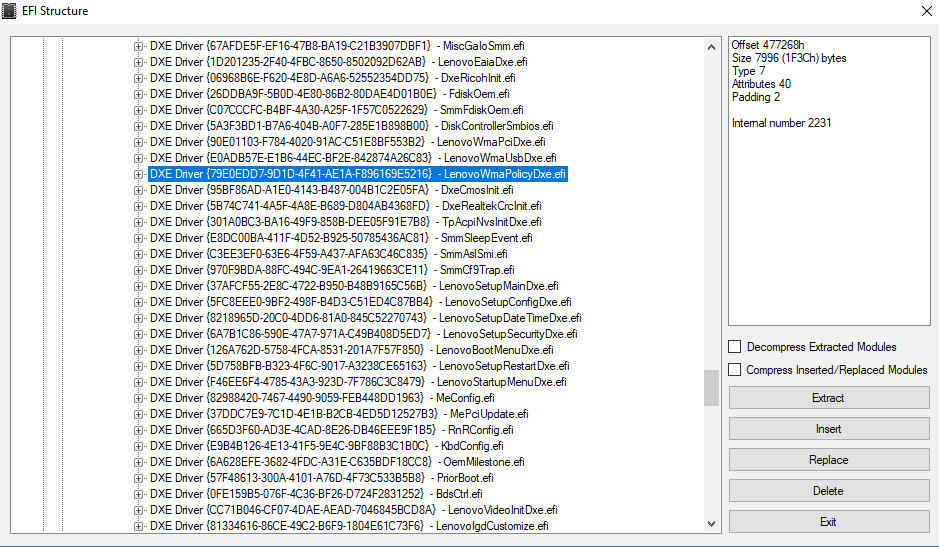 EFI Structure
DXE Driver {67AFDE5F-EF16-47B8-BA19-C21B3907DBF1} - MiscGaIoSmm.efi
DXE Driver {1D201235-2F40-4FBC-8650-8502092D62AB} - LenovoEaiaDxe.efi
DXE Driver {06968B6E-F620-4E8D-A6A6-52552354DD75} - DxeRicohInit.efi
DXE Driver {26DDBA9F-5B0D-4E80-86B2-80DAE4D01B0E} - FdiskOem.efi
DXE Driver {C07CCCFC-B4BF-4A30-A25F-1F57C0522629} - SmmFdiskOem.efi
DXE Driver {5A3F3BD1-B7A6-404B-A0F7-285E1B898B00} - DiskControllerSmbios.efi
DXE Driver {90E01103-F784-4020-91AC-C51E8BF553B2} - LenovoWmaPciDxe.efi
DXE Driver {E0ADB57E-E1B6-44EC-BF2E-842874A26C83} - LenovoWmaUsbDxe.efi
DXE Driver {79E0EDD7-9D1D-4F41-AE1A-F896169E5216} - LenovoWmaPolicyDxe.efi
DXE Driver {95BF86AD-A1E0-4143-B487-004B1C2E05FA} - DxeCmosInit.efi
DXE Driver {5B74C741-4A5F-4A8E-B689-D804AB4368FD} - DxeRealtekCrcInit.efi
DXE Driver {301A0BC3-BA16-49F9-858B-DEE05F91E7B8} - TpAcpiNvsInitDxe.efi
DXE Driver {E8DC00BA-411F-4D52-B925-50785436AC81} - SmmSleepEvent.efi
DXE Driver {C3EE3EF0-63E6-4F59-A437-AFA63C46C835} - SmmAslSmi.efi
DXE Driver {970F9BDA-88FC-494C-9EA1-26419663CE11} - SmmCf9Trap.efi
DXE Driver {37AFCF55-2E8C-4722-B950-B48B9165C56B} - LenovoSetupMainDxe.efi
DXE Driver {5FC8EEE0-9BF2-498F-B4D3-C51ED4C87BB4} - LenovoSetupConfigDxe.efi
DXE Driver {8218965D-20C0-4DD6-81A0-845C52270743} - LenovoSetupDateTimeDxe.efi
DXE Driver {6A7B1C86-590E-47A7-971A-C49B408D5ED7} - LenovoSetupSecurityDxe.efi
DXE Driver {126A762D-5758-4FCA-8531-201A7F57F850} - LenovoBootMenuDxe.efi
DXE Driver {5D758BFB-B323-4F6C-9017-A3238CE65163} - LenovoSetupRestartDxe.efi
DXE Driver {F46EE6F4-4785-43A3-923D-7F786C3C8479} - LenovoStartupMenuDxe.efi
DXE Driver {82988420-7467-4490-9059-FEB448DD1963} - MeConfig.efi
DXE Driver {37DDC7E9-7C1D-4E1B-B2CB-4ED5D12527B3} - MePciUpdate.efi
DXE Driver {665D3F60-AD3E-4CAD-8E26-DB46EEE9F1B5} - RnRConfig.efi
DXE Driver {E9B4B126-4E13-41F5-9E4C-9BF88B3C1B0C} - KbdConfig.efi
DXE Driver {6A628EFE-3682-4FDC-A31E-C635BDF18CC8} - OemMilestone.efi
DXE Driver {57F48613-300A-4101-A76D-4F73C533B5B8} - PriorBoot.efi
DXE Driver {0FE159B5-076F-4C36-BF26-D724F2831252} - BdsCtrl.efi
DXE Driver {CC71B046-CF07-4DAE-AEAD-7046845BCD8A} - LenovoVideoInitDxe.efi
DXE Driver {81334616-86CE-49C2-B6F9-1804E61C73F6} - LenovoIgdCustomize.efi
Offset 477268h
Size 7996 (1F3Ch) bytes
Type 7
Attributes 40
Padding 2
Internal number 2231
Decompress Extracted Modules
Compress Inserted/Replaced Modules
Extract
Insert
Replace
Delete
Exit